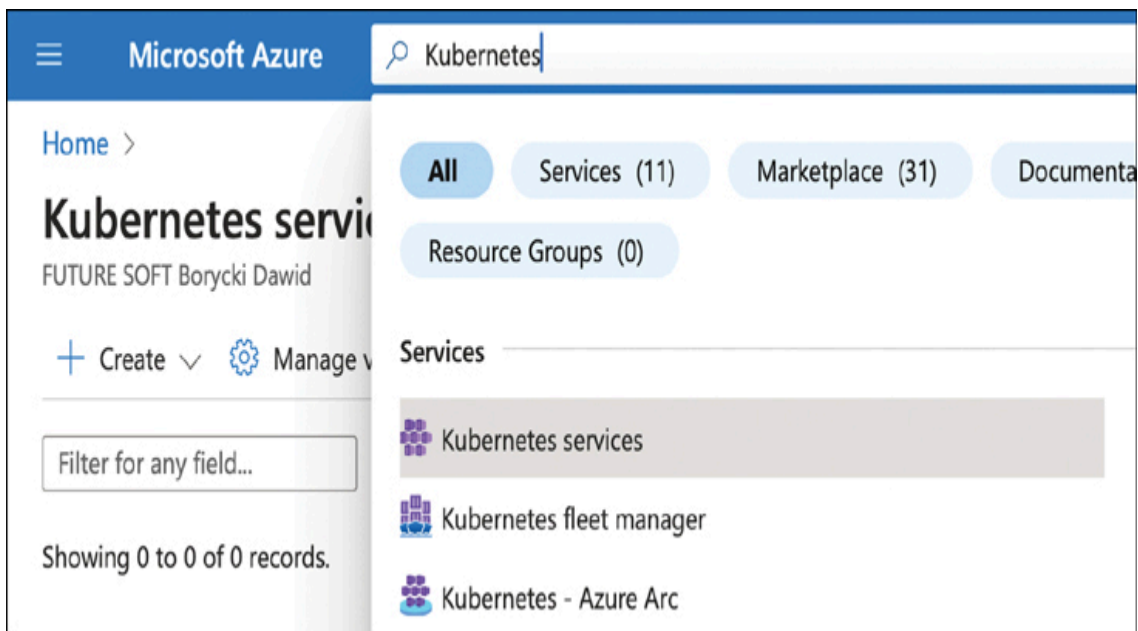 Microsoft Azure
Kubernetes
Home >
Kubernetes servi
FUTURE SOFT Borycki Dawid
+ Create Manage v
Filter for any field...
Showing 0 to 0 of 0 records.
All Services (11) Marketplace (31) Documenta
Resource Groups (0)
Services
Kubernetes services
Kubernetes fleet manager
Kubernetes - Azure Arc